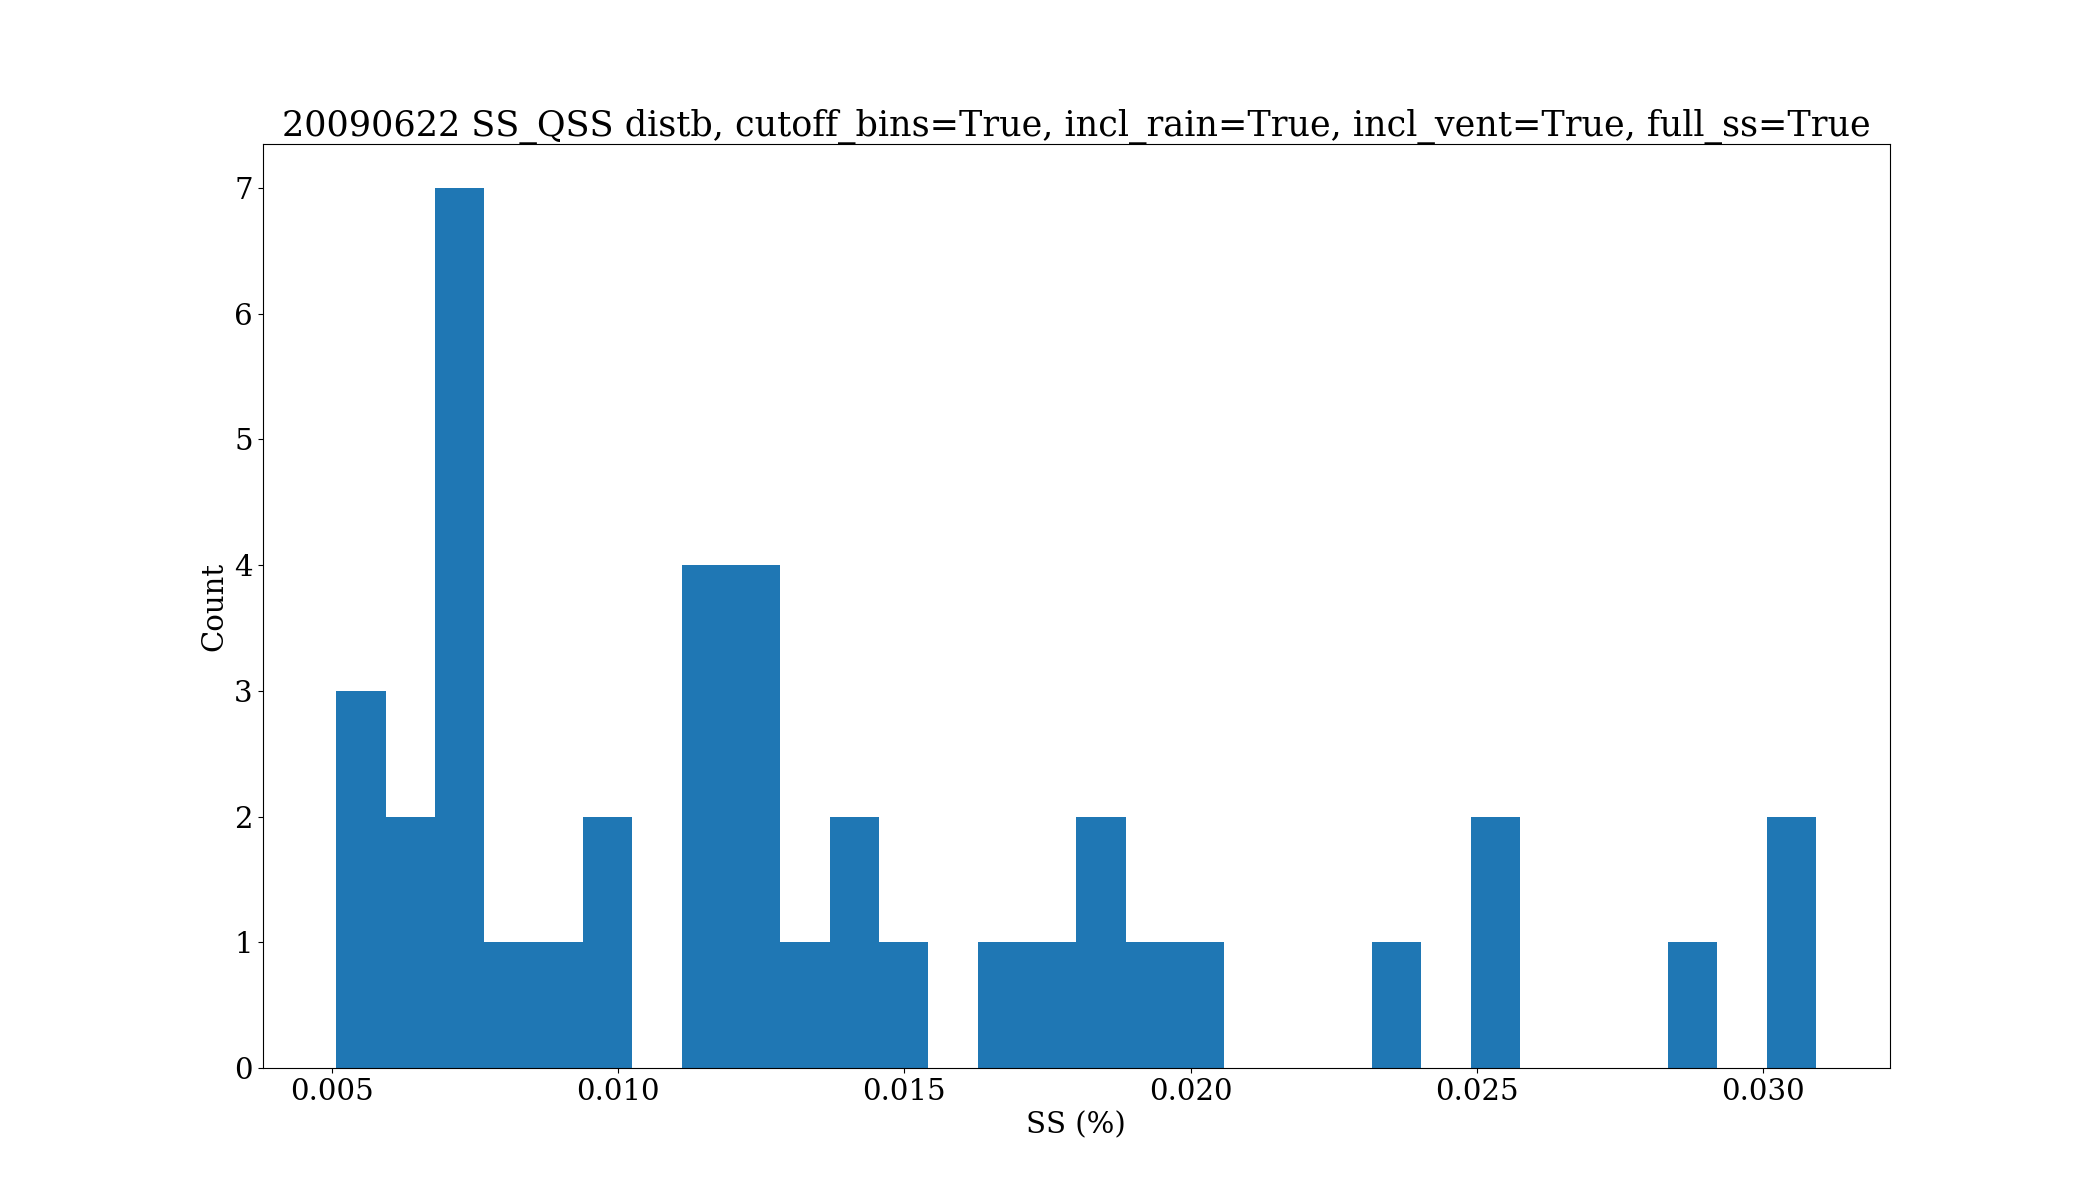 20090622 SS_QSS distb, cutoff_bins=True, incl_rain=True, incl_vent=True, full_ss=True
7
6
5
4
3
2
1
0
Count
0.005 0.010 0.015 0.020 0.025 0.030
SS (%)